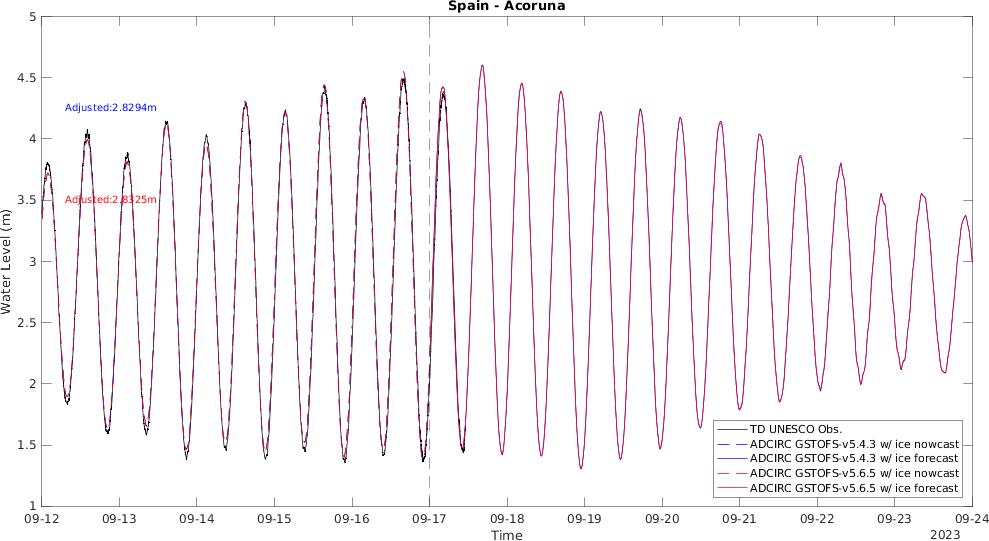 Spain - Acoruna
Water Level (m)
5
4.5
4
3.5
3
2.5
2
1.5
1
Adjusted:2.8294m
Adjusted:2.8325m
TD UNESCO Obs.
ADCIRC GSTOFS-v5.4.3 w/ ice nowcast
ADCIRC GSTOFS-v5.4.3 w/ ice forecast
ADCIRC GSTOFS-v5.6.5 w/ ice nowcast
ADCIRC GSTOFS-v5.6.5 w/ ice forecast
09-12 09-13 09-14 09-15 09-16 09-17 09-18 09-19 09-20 09-21 09-22 09-23 09-24
Time
2023